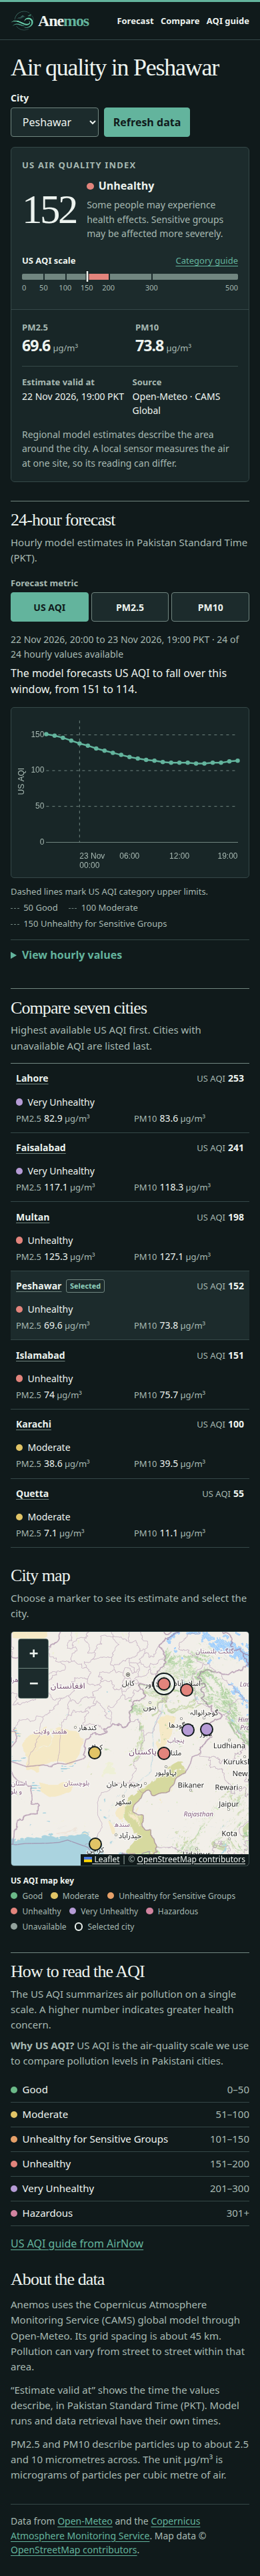 Anemos
Forecast Compare AQI guide
Air quality in Peshawar
City
Peshawar
Refresh data
US AIR QUALITY INDEX
152
Unhealthy
Some people may experience
health effects. Sensitive groups
may be affected more severely.
US AQI scale
Category guide
0 50 100 150 200 300 500
PM2.5
PM10
69.6 μg/m³
73.8 μg/m³
Estimate valid at
Source
22 Nov 2026, 19:00 PKT
Open-Meteo · CAMS
Global
Regional model estimates describe the area
around the city. A local sensor measures the air
at one site, so its reading can differ.
24-hour forecast
Hourly model estimates in Pakistan Standard Time
(PKT).
Forecast metric
US AQI
PM2.5
PM10
22 Nov 2026, 20:00 to 23 Nov 2026, 19:00 PKT · 24 of
24 hourly values available
The model forecasts US AQI to fall over this
window, from 151 to 114.
US AQI
150
100
50
0
23 Nov
00:00
06:00
12:00
19:00
Dashed lines mark US AQI category upper limits.
50 Good
100 Moderate
150 Unhealthy for Sensitive Groups
View hourly values
Compare seven cities
Highest available US AQI first. Cities with
unavailable AQI are listed last.
Lahore
US AQI 253
Very Unhealthy
PM2.5 82.9 μg/m³
PM10 83.6 μg/m³
Faisalabad
US AQI 241
Very Unhealthy
PM2.5 117.1 μg/m³
PM10 118.3 μg/m³
Multan
US AQI 198
Unhealthy
PM2.5 125.3 μg/m³
PM10 127.1 μg/m³
Peshawar
Selected
US AQI 152
Unhealthy
PM2.5 69.6 μg/m³
PM10 73.8 μg/m³
Islamabad
US AQI 151
Unhealthy
PM2.5 74 μg/m³
PM10 75.7 μg/m³
Karachi
US AQI 100
Moderate
PM2.5 38.6 μg/m³
PM10 39.5 μg/m³
Quetta
US AQI 55
Moderate
PM2.5 7.1 μg/m³
PM10 11.1 μg/m³
City map
Choose a marker to see its estimate and select the
city.
+
−
افغانستان
کابل
بنوں
گوجرانوالہ
کندهار
هلمند ولايت
Ludhiana
پاکستان
بہاولپور
رحیم یار خان
Bikaner
Rewari
Jaipur
سکھر
Rajasthan
Kota
حیدرآباد
Leaflet | © OpenStreetMap contributors
US AQI map key
Good
Moderate
Unhealthy for Sensitive Groups
Unhealthy
Very Unhealthy
Hazardous
Unavailable
Selected city
How to read the AQI
The US AQI summarizes air pollution on a single
scale. A higher number indicates greater health
concern.
Why US AQI? US AQI is the air-quality scale we use
to compare pollution levels in Pakistani cities.
Good
0–50
Moderate
51–100
Unhealthy for Sensitive Groups
101–150
Unhealthy
151–200
Very Unhealthy
201–300
Hazardous
301+
US AQI guide from AirNow
About the data
Anemos uses the Copernicus Atmosphere
Monitoring Service (CAMS) global model through
Open-Meteo. Its grid spacing is about 45 km.
Pollution can vary from street to street within that
area.
“Estimate valid at” shows the time the values
describe, in Pakistan Standard Time (PKT). Model
runs and data retrieval have their own times.
PM2.5 and PM10 describe particles up to about 2.5
and 10 micrometres across. The unit μg/m³ is
micrograms of particles per cubic metre of air.
Data from Open-Meteo and the Copernicus
Atmosphere Monitoring Service. Map data ©
OpenStreetMap contributors.